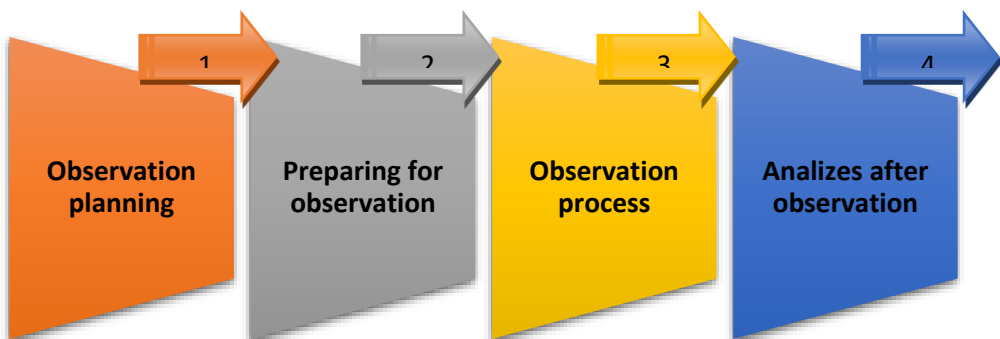 1
2
3
4
Observation
planning
Preparing for
observation
Observation
process
Analizes after
observation